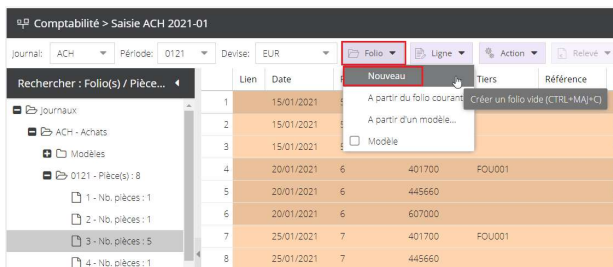 Comptabilité > Saisie ACH 2021-01
Journal: ACH Période: 0121 Devise: EUR Folio Ligne Action Relevé
Rechercher : Folio(s) / Pièce...
Journaux
ACH - Achats
Modèles
0121 - Pièce(s) : 8
1 - Nb. pièces : 1
2 - Nb. pièces : 1
3 - Nb. pièces : 5
4 - Nb. pièces : 1
Lien Date Tiers Référence
Nouveau
A partir du folio courant
A partir d'un modèle...
Modèle
Créer un folio vide (CTRL+MAJ+C)
1 15/01/2021
2 15/01/2021
3 15/01/2021
4 20/01/2021 6 401700 FOU001
5 20/01/2021 6 445660
6 20/01/2021 6 607000
7 25/01/2021 7 401700 FOU001
8 25/01/2021 7 445660